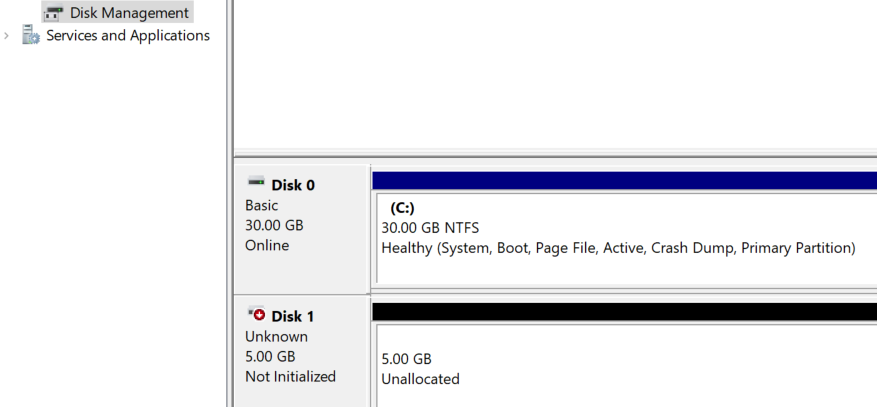 Disk Management
Services and Applications
Disk 0
Basic
30.00 GB
Online
(C:)
30.00 GB NTFS
Healthy (System, Boot, Page File, Active, Crash Dump, Primary Partition)
Disk 1
Unknown
5.00 GB
Not Initialized
5.00 GB
Unallocated